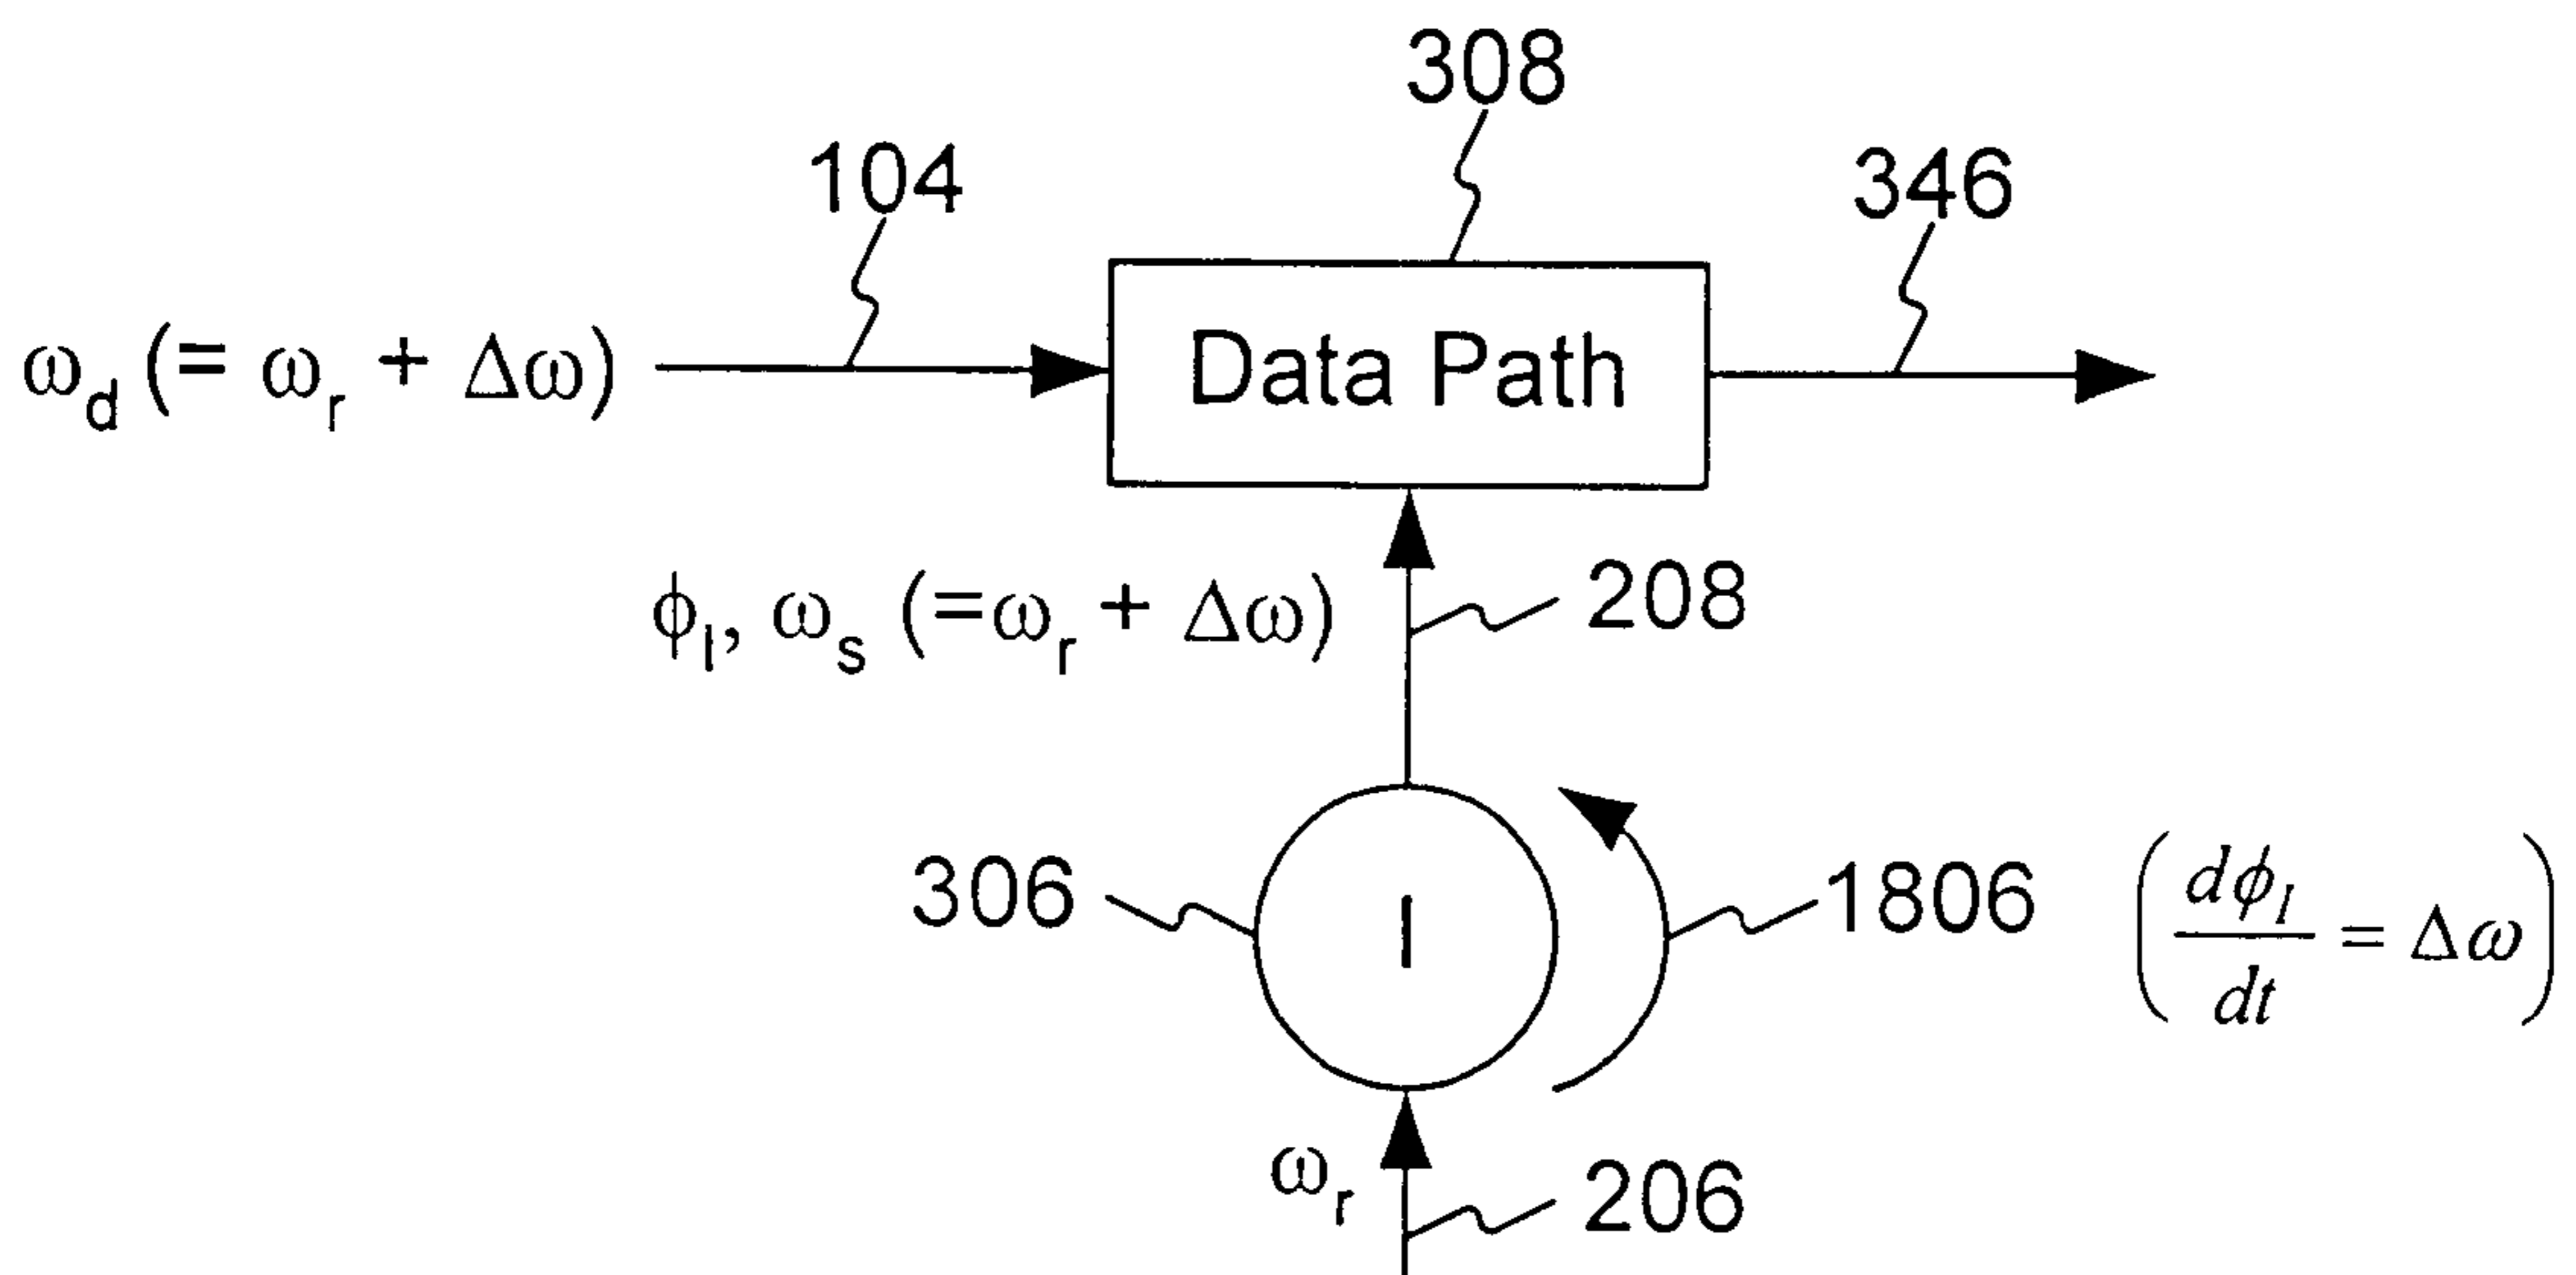 308
104
346
ω_d (= ω_r + Δω)
Data Path
ϕ_I, ω_s (=ω_r + Δω)
208
306
I
1806
(dϕ_I/dt = Δω)
ω_r
206